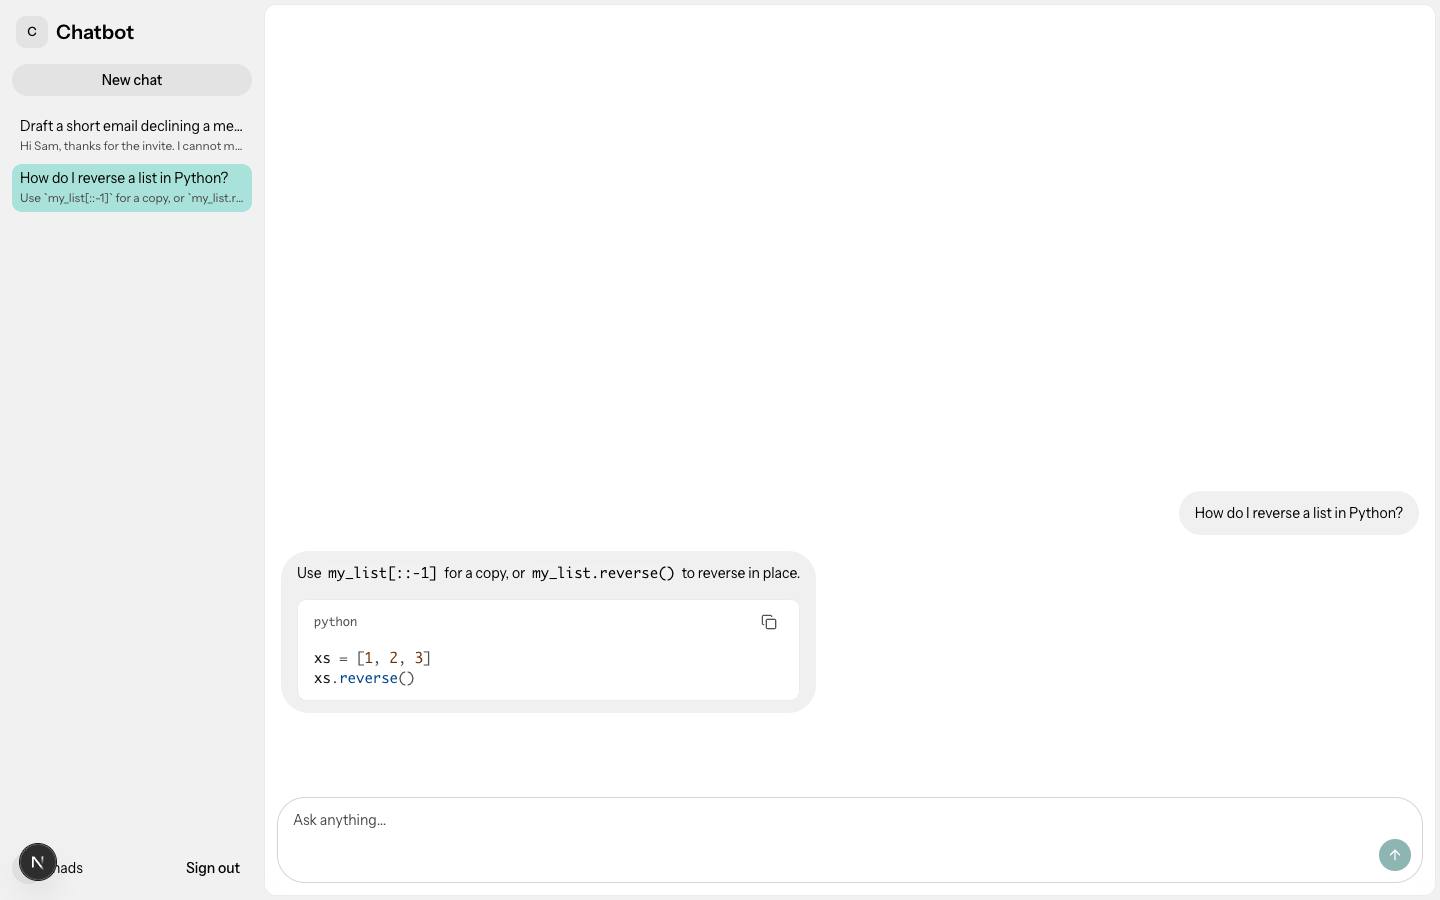 C
Chatbot
New chat
Draft a short email declining a me...
Hi Sam, thanks for the invite. I cannot m...
How do I reverse a list in Python?
Use `my_list[::-1]` for a copy, or `my_list.r...
How do I reverse a list in Python?
Use my_list[::-1] for a copy, or my_list.reverse() to reverse in place.
python
xs = [1, 2, 3]
xs.reverse()
Ask anything...
N
Sign out